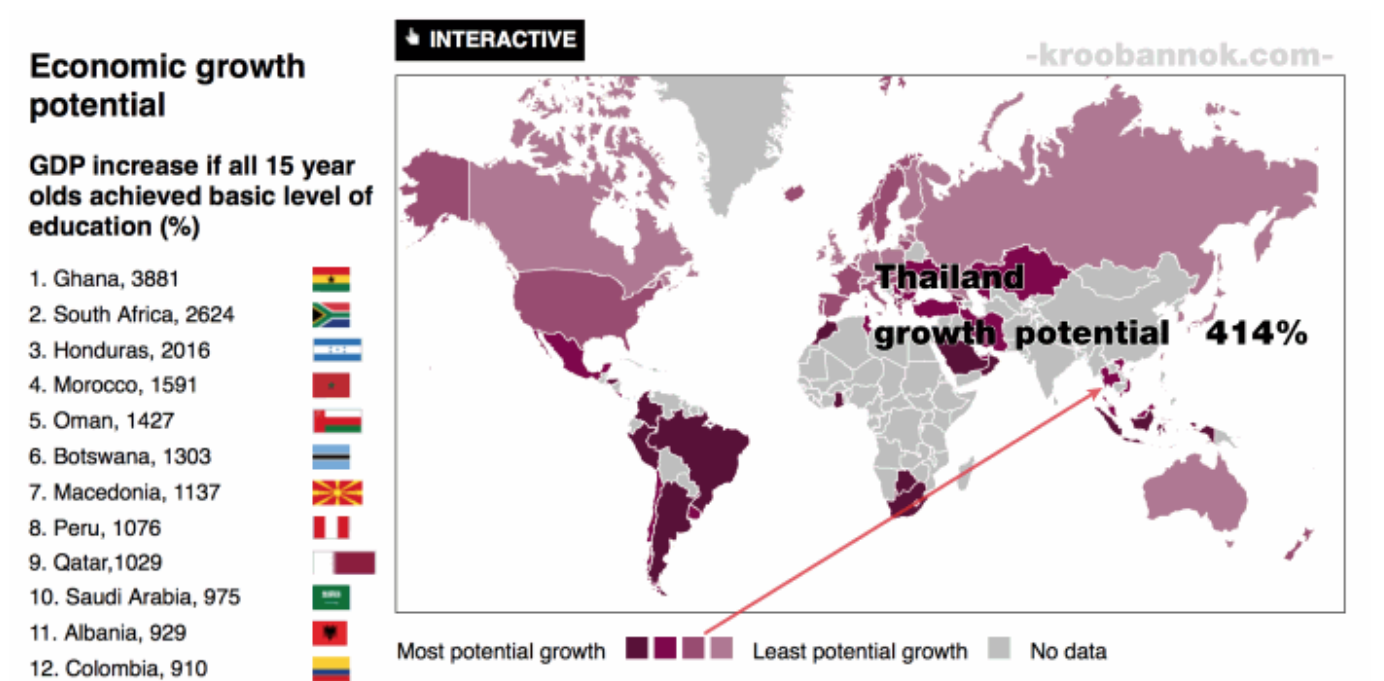 INTERACTIVE
-kroobannok.com-
Economic growth
potential
GDP increase if all 15 year
olds achieved basic level of
education (%)
1. Ghana, 3881
2. South Africa, 2624
3. Honduras, 2016
4. Morocco, 1591
5. Oman, 1427
6. Botswana, 1303
7. Macedonia, 1137
8. Peru, 1076
9. Qatar,1029
10. Saudi Arabia, 975
11. Albania, 929
12. Colombia, 910
Thailand
growth potential 414%
Most potential growth
Least potential growth
No data